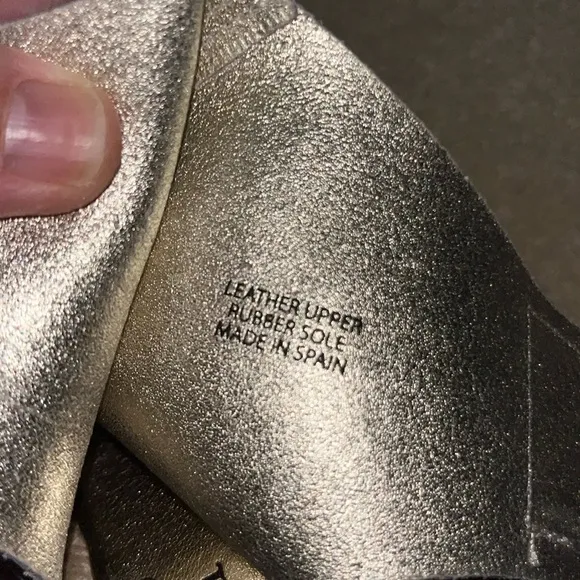 LEATHER UPPER
RUBBER SOLE
MADE IN SPAIN